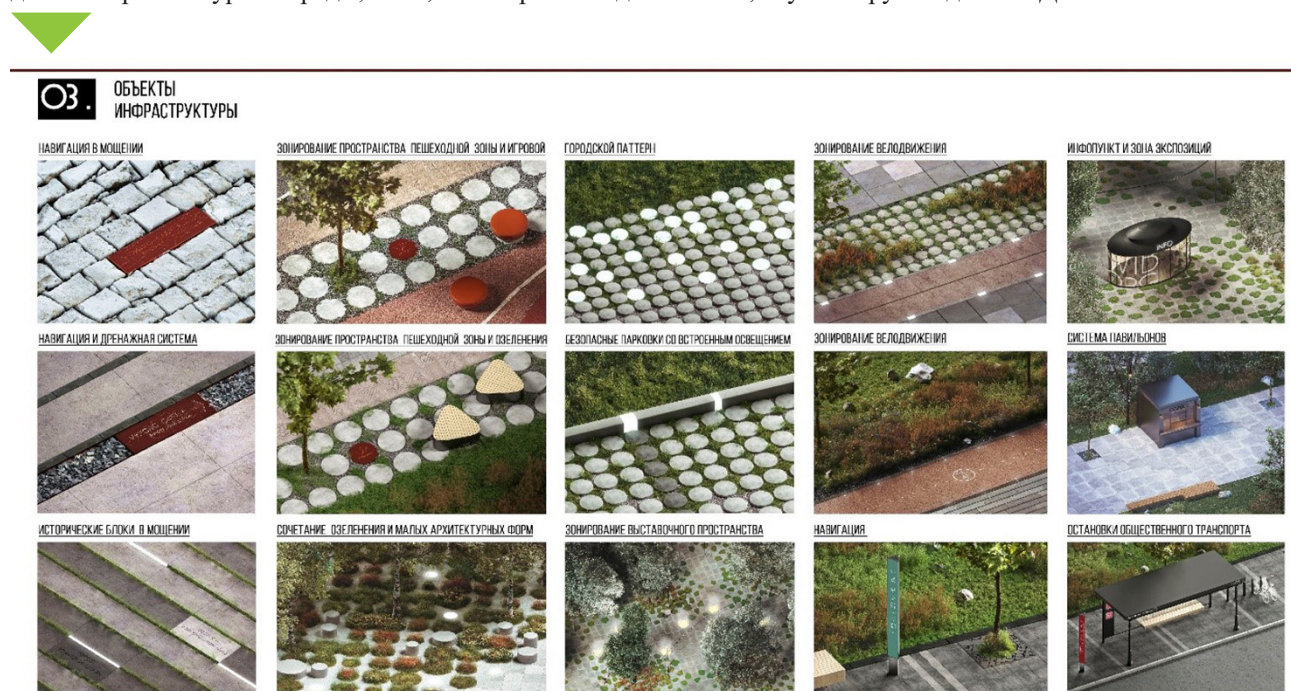 03.
ОБЪЕКТЫ
ИНФРАСТРУКТУРЫ
НАВИГАЦИЯ В МОЩЕНИИ
ЗОНИРОВАНИЕ ПРОСТРАНСТВА ПЕШЕХОДНОЙ ЗОНЫ И ИГРОВОЙ
ГОРОДСКОЙ ПАТТЕРН
ЗОНИРОВАНИЕ ВЕЛОДВИЖЕНИЯ
ИНФОПУНКТ И ЗОНА ЭКСПОЗИЦИЙ
INFO
НАВИГАЦИЯ И ДРЕНАЖНАЯ СИСТЕМА
ЗОНИРОВАНИЕ ПРОСТРАНСТВА ПЕШЕХОДНОЙ ЗОНЫ И ОЗЕЛЕНЕНИЯ
БЕЗОПАСНЫЕ ПАРКОВКИ СО ВСТРОЕННЫМ ОСВЕЩЕНИЕМ
ЗОНИРОВАНИЕ ВЕЛОДВИЖЕНИЯ
СИСТЕМА ПАВИЛЬОНОВ
ИСТОРИЧЕСКИЕ БЛОКИ В МОЩЕНИИ
СОЧЕТАНИЕ ОЗЕЛЕНЕНИЯ И МАЛЫХ АРХИТЕКТУРНЫХ ФОРМ
ЗОНИРОВАНИЕ ВЫСТАВОЧНОГО ПРОСТРАНСТВА
НАВИГАЦИЯ
ОСТАНОВКИ ОБЩЕСТВЕННОГО ТРАНСПОРТА